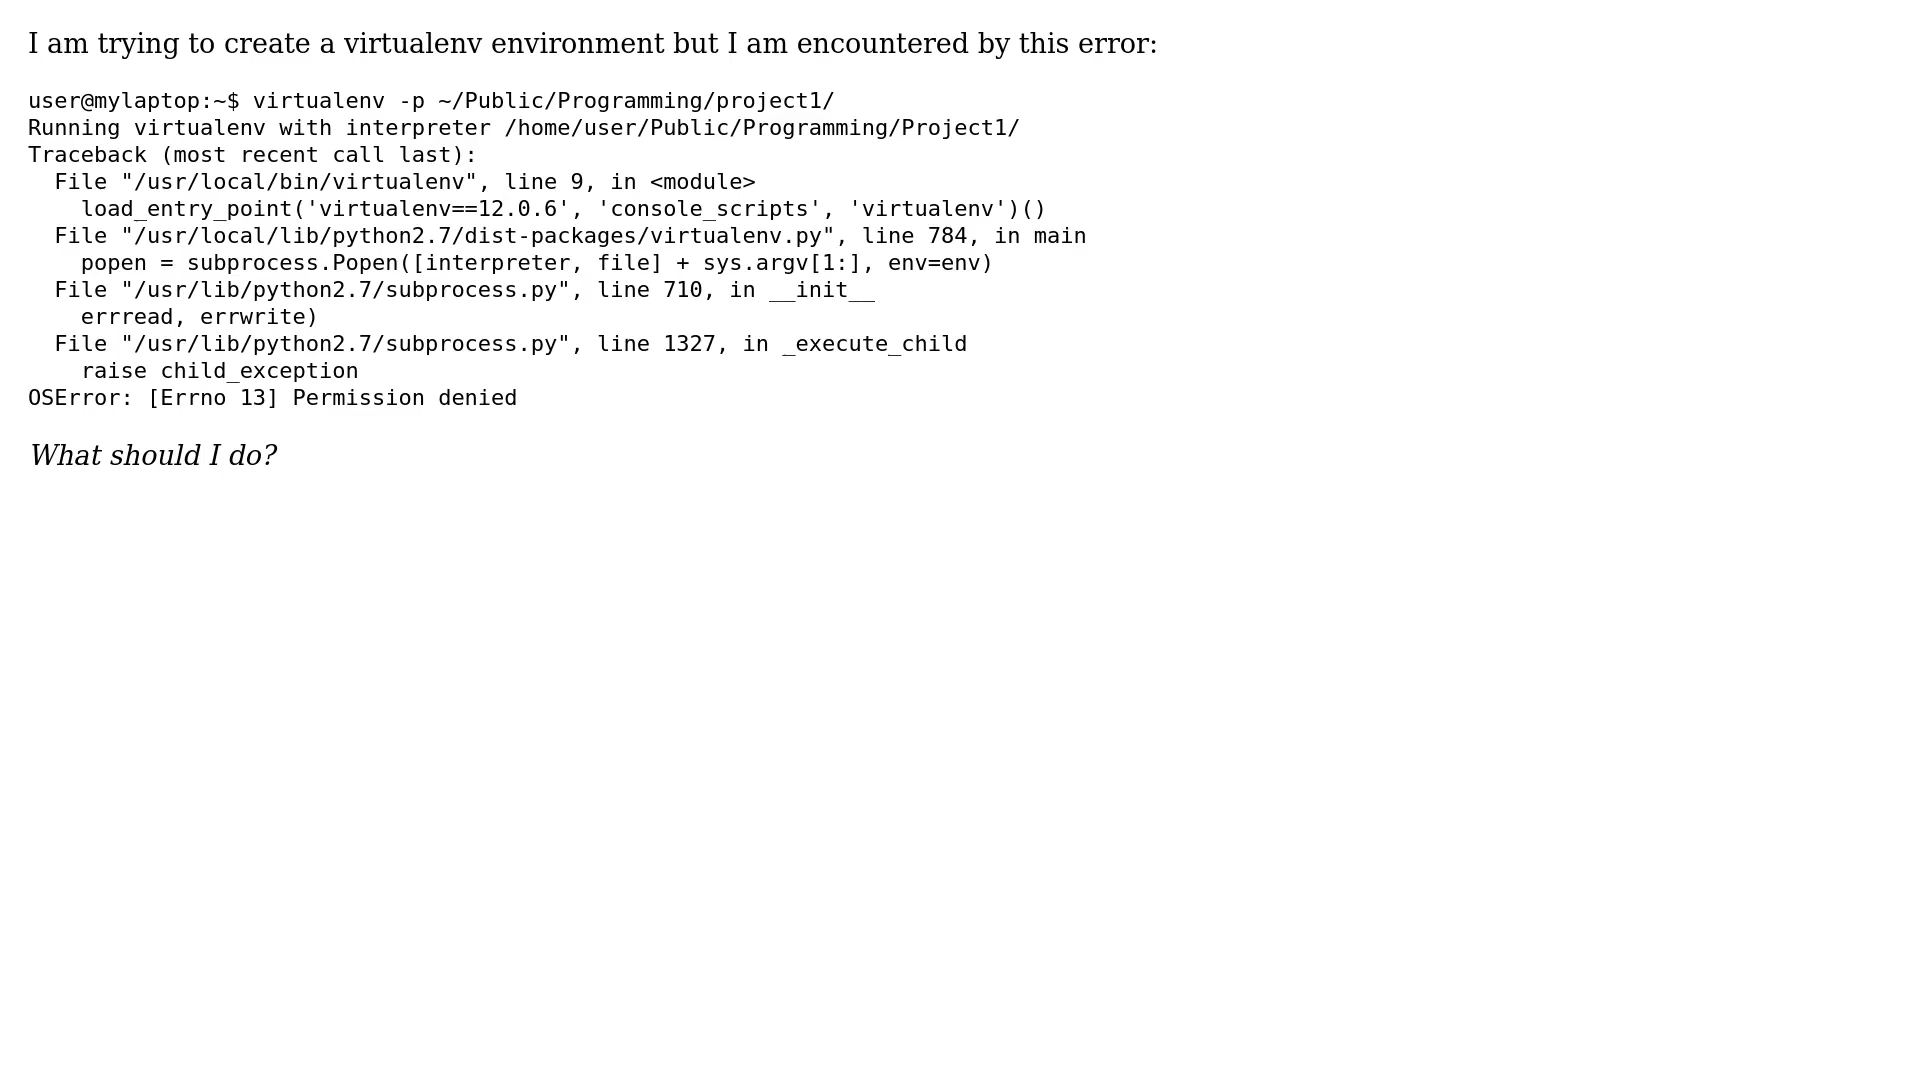 I am trying to create a virtualenv environment but I am encountered by this error:
user@mylaptop:~$ virtualenv -p ~/Public/Programming/project1/
Running virtualenv with interpreter /home/user/Public/Programming/Project1/
Traceback (most recent call last):
  File "/usr/local/bin/virtualenv", line 9, in <module>
    load_entry_point('virtualenv==12.0.6', 'console_scripts', 'virtualenv')()
  File "/usr/local/lib/python2.7/dist-packages/virtualenv.py", line 784, in main
    popen = subprocess.Popen([interpreter, file] + sys.argv[1:], env=env)
  File "/usr/lib/python2.7/subprocess.py", line 710, in __init__
    errread, errwrite)
  File "/usr/lib/python2.7/subprocess.py", line 1327, in _execute_child
    raise child_exception
OSError: [Errno 13] Permission denied
What should I do?